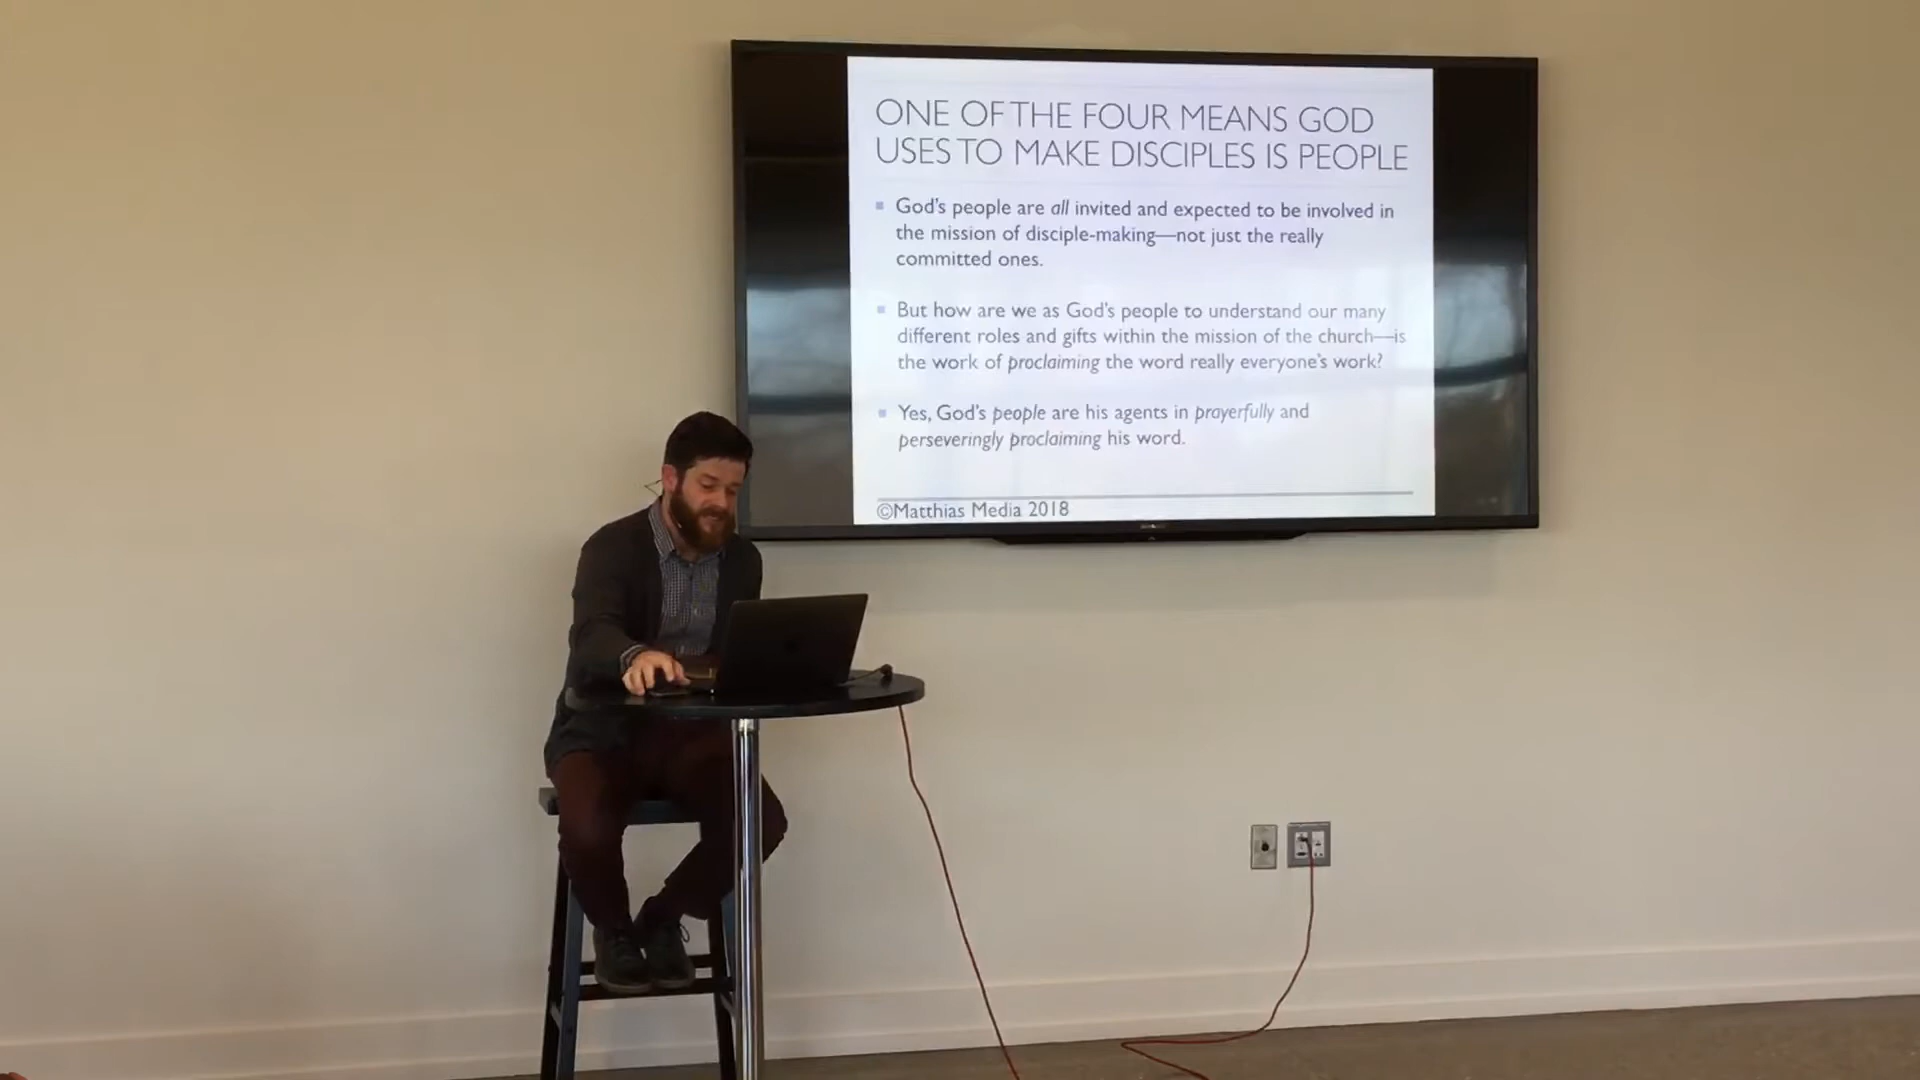 ONE OF THE FOUR MEANS GOD
USES TO MAKE DISCIPLES IS PEOPLE
God's people are all invited and expected to be involved in
the mission of disciple-making—not just the really
committed ones.
But how are we as God's people to understand our many
different roles and gifts within the mission of the church—is
the work of proclaiming the word really everyone's work?
Yes, God's people are his agents in prayerfully and
perseveringly proclaiming his word.
©Matthias Media 2018